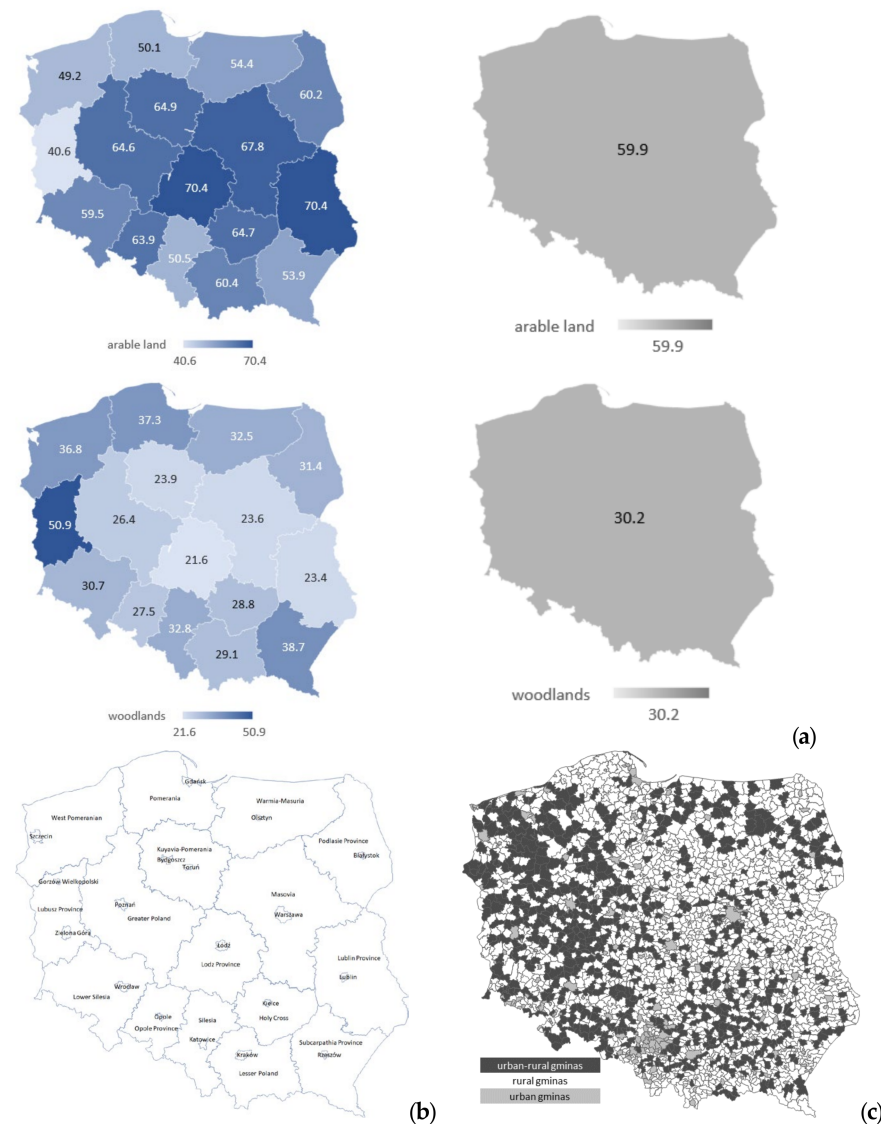 50.1
54.4
49.2
60.2
64.9
40.6
64.6
67.8
59.9
70.4
70.4
59.5
64.7
63.9
50.5
53.9
60.4
arable land
40.6 70.4
arable land
59.9
37.3
32.5
36.8
31.4
23.9
50.9
26.4
23.6
30.2
21.6
23.4
30.7
28.8
27.5
32.8
38.7
29.1
woodlands
21.6 50.9
woodlands
30.2
(a)
Gdańsk
Pomerania
Warmia-Masuria
West Pomeranian
Olsztyn
Szczecin
Podlasie Province
Kuyavia-Pomerania
Bydgoszcz
Toruń
Białystok
Gorzów Wielkopolski
Masovia
Poznań
Lubusz Province
Greater Poland
Warszawa
Zielona Góra
Łódź
Lodz Province
Lublin Province
Lublin
Wrocław
Lower Silesia
Kielce
Opole
Opole Province
Silesia
Holy Cross
Katowice
Subcarpathia Province
Kraków
Rzeszów
Lesser Poland
(b)
urban-rural gminas
rural gminas
urban gminas
(c)